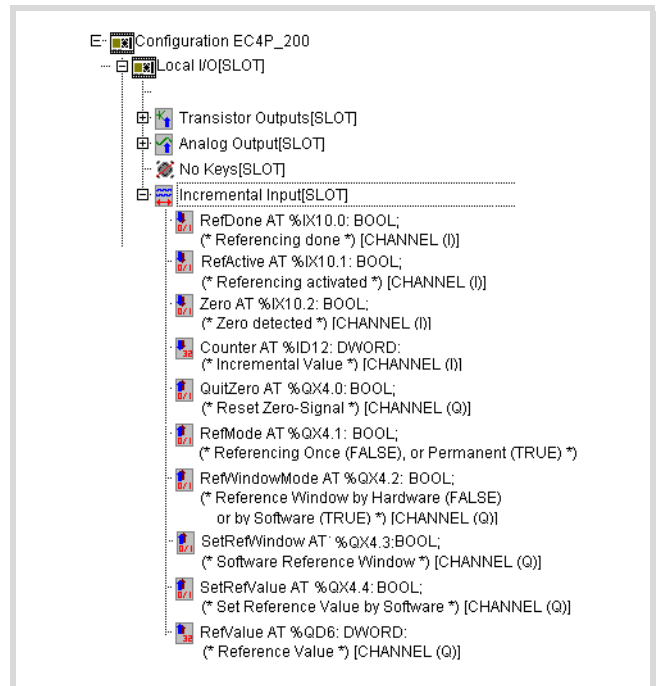 Configuration EC4P_200
Local I/O[SLOT]
Transistor Outputs[SLOT]
Analog Output[SLOT]
No Keys[SLOT]
Incremental Input[SLOT]
RefDone AT %IX10.0: BOOL;
(* Referencing done *) [CHANNEL (I)]
RefActive AT %IX10.1: BOOL;
(* Referencing activated *) [CHANNEL (I)]
Zero AT %IX10.2: BOOL;
(* Zero detected *) [CHANNEL (I)]
Counter AT %ID12: DWORD:
(* Incremental Value *) [CHANNEL (I)]
QuitZero AT %QX4.0: BOOL;
(* Reset Zero-Signal *) [CHANNEL (Q)]
RefMode AT %QX4.1: BOOL;
(* Referencing Once (FALSE), or Permanent (TRUE) *)
RefWindowMode AT %QX4.2: BOOL;
(* Reference Window by Hardware (FALSE)
or by Software (TRUE) *) [CHANNEL (Q)]
SetRefWindow AT %QX4.3:BOOL;
(* Software Reference Window *) [CHANNEL (Q)]
SetRefValue AT %QX4.4: BOOL;
(* Set Reference Value by Software *) [CHANNEL (Q)]
RefValue AT %QD6: DWORD:
(* Reference Value *) [CHANNEL (Q)]